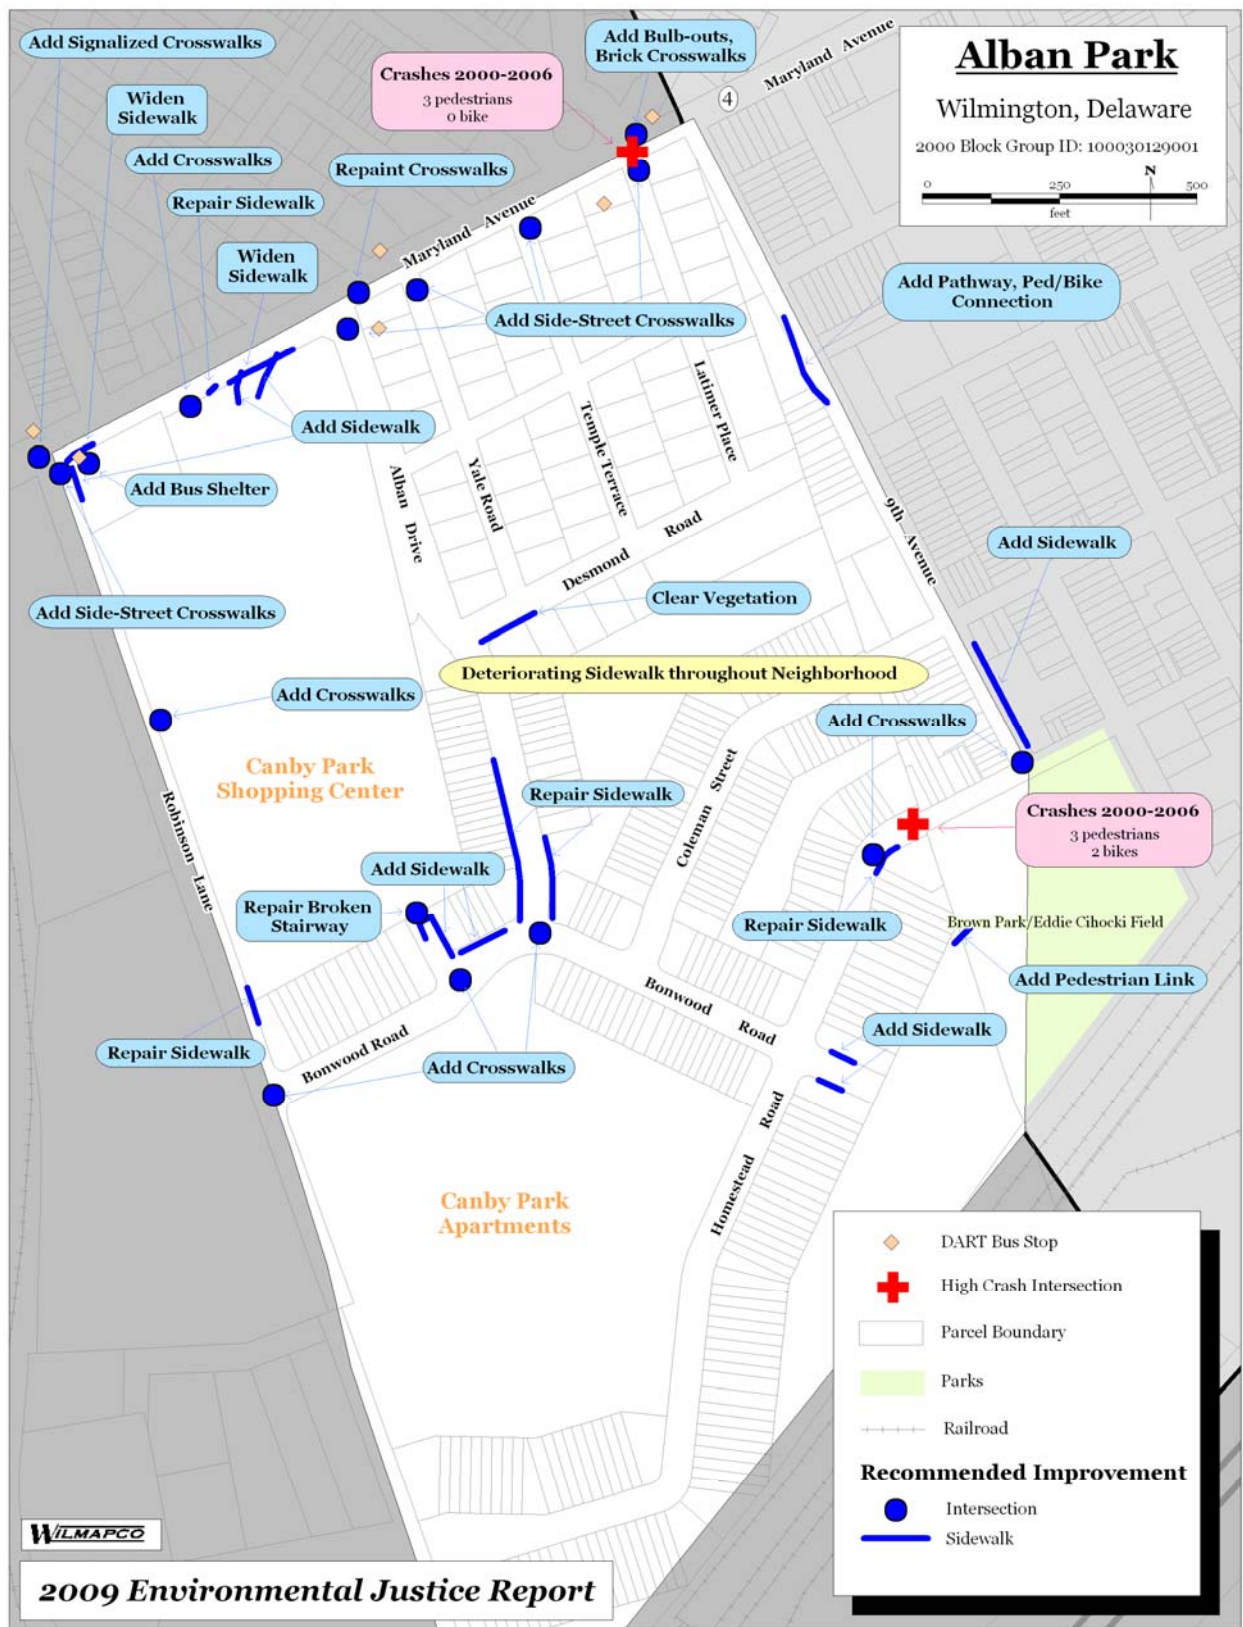 Alban Park
Wilmington, Delaware
2000 Block Group ID: 100030129001
N
0 250 500
feet
Add Signalized Crosswalks
Widen
Sidewalk
Add Crosswalks
Repair Sidewalk
Widen
Sidewalk
Crashes 2000-2006
3 pedestrians
0 bike
Repaint Crosswalks
Add Bulb-outs,
Brick Crosswalks
Maryland Avenue
4
Maryland Avenue
Add Side-Street Crosswalks
Add Pathway, Ped/Bike
Connection
Add Sidewalk
Add Bus Shelter
Alban Drive
Yale Road
Temple Terrace
Latimer Place
Desmond Road
9th Avenue
Add Sidewalk
Add Side-Street Crosswalks
Clear Vegetation
Deteriorating Sidewalk throughout Neighborhood
Add Crosswalks
Add Crosswalks
Canby Park
Shopping Center
Robinson Lane
Repair Sidewalk
Coleman Street
Crashes 2000-2006
3 pedestrians
2 bikes
Add Sidewalk
Repair Broken
Stairway
Repair Sidewalk
Brown Park/Eddie Cihocki Field
Add Pedestrian Link
Bonwood Road
Add Sidewalk
Repair Sidewalk
Bonwood Road
Add Crosswalks
Homestead Road
Canby Park
Apartments
DART Bus Stop
High Crash Intersection
Parcel Boundary
Parks
Railroad
Recommended Improvement
Intersection
Sidewalk
WILMAPCO
2009 Environmental Justice Report